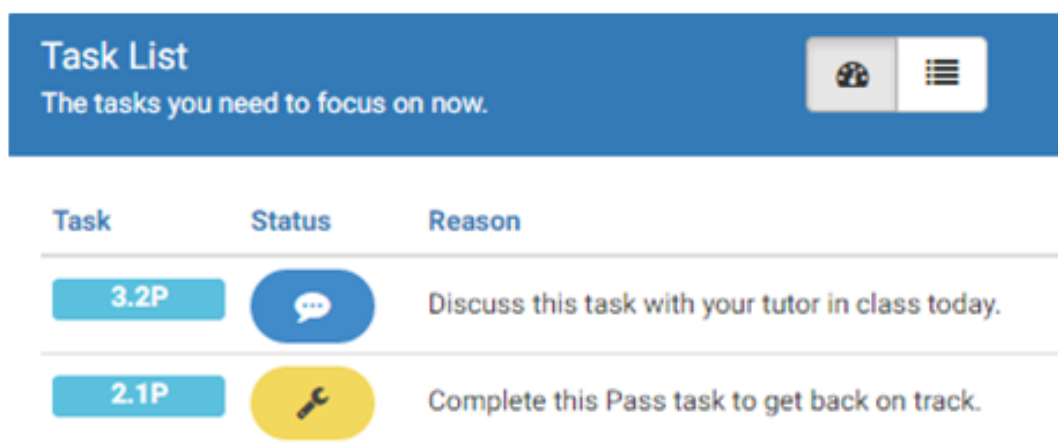 Task List
The tasks you need to focus on now.
Task Status Reason
3.2P Discuss this task with your tutor in class today.
2.1P Complete this Pass task to get back on track.